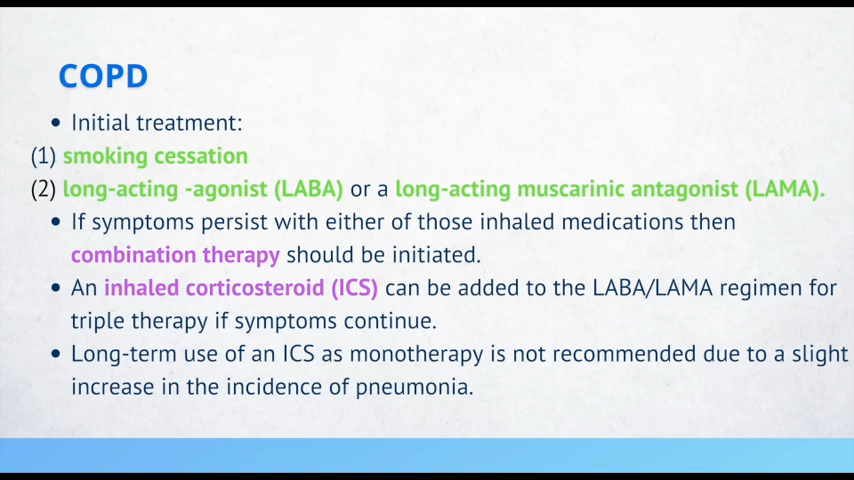 COPD
• Initial treatment:
(1) smoking cessation
(2) long-acting -agonist (LABA) or a long-acting muscarinic antagonist (LAMA).
• If symptoms persist with either of those inhaled medications then
combination therapy should be initiated.
• An inhaled corticosteroid (ICS) can be added to the LABA/LAMA regimen for
triple therapy if symptoms continue.
• Long-term use of an ICS as monotherapy is not recommended due to a slight
increase in the incidence of pneumonia.